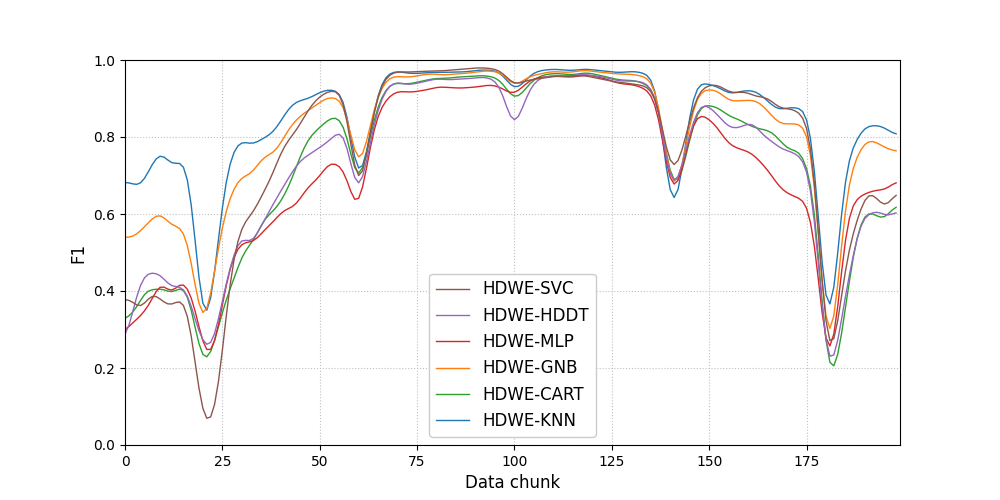 1.0
0.8
0.6
0.4
0.2
0.0
F1
HDWE-SVC
HDWE-HDDT
HDWE-MLP
HDWE-GNB
HDWE-CART
HDWE-KNN
0 25 50 75 100 125 150 175
Data chunk